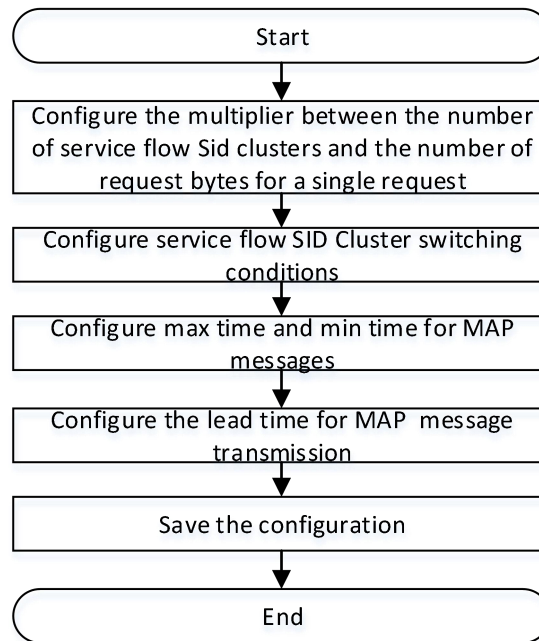 Start
Configure the multiplier between the number
of service flow Sid clusters and the number of
request bytes for a single request
Configure service flow SID Cluster switching
conditions
Configure max time and min time for MAP
messages
Configure the lead time for MAP message
transmission
Save the configuration
End